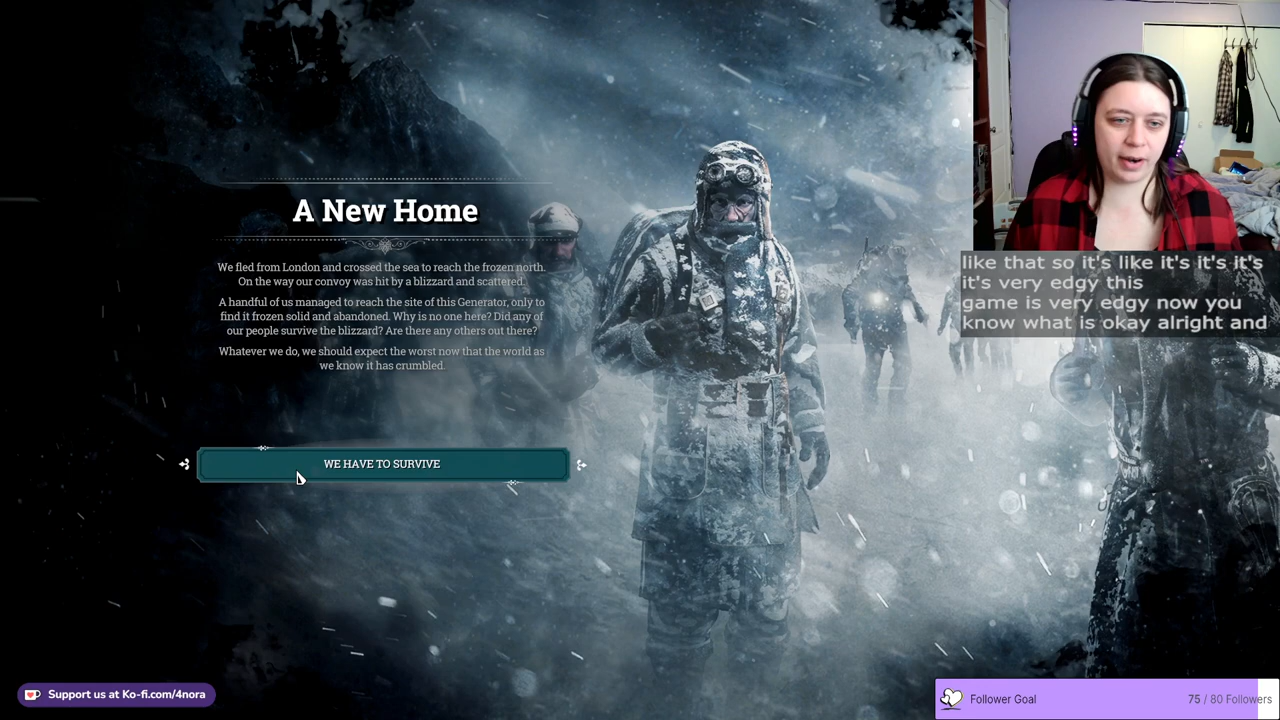 A New Home
We fled from London and crossed the sea to reach the frozen north.
On the way our convoy was hit by a blizzard and scattered.
A handful of us managed to reach the site of this Generator, only to
find it frozen solid and abandoned. Why is no one here? Did any of
our people survive the blizzard? Are there any others out there?
Whatever we do, we should expect the worst now that the world as
we know it has crumbled.
WE HAVE TO SURVIVE
like that so it's like it's it's it's
it's very edgy this
game is very edgy now you
know what is okay alright and
Support us at Ko-fi.com/4nora
Follower Goal 75 / 80 Followers